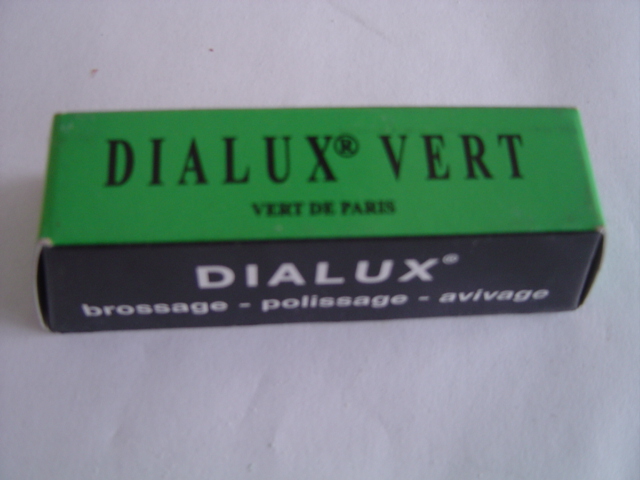 DIALUX® VERT
VERT DE PARIS
DIALUX®
brossage - polissage - avivage